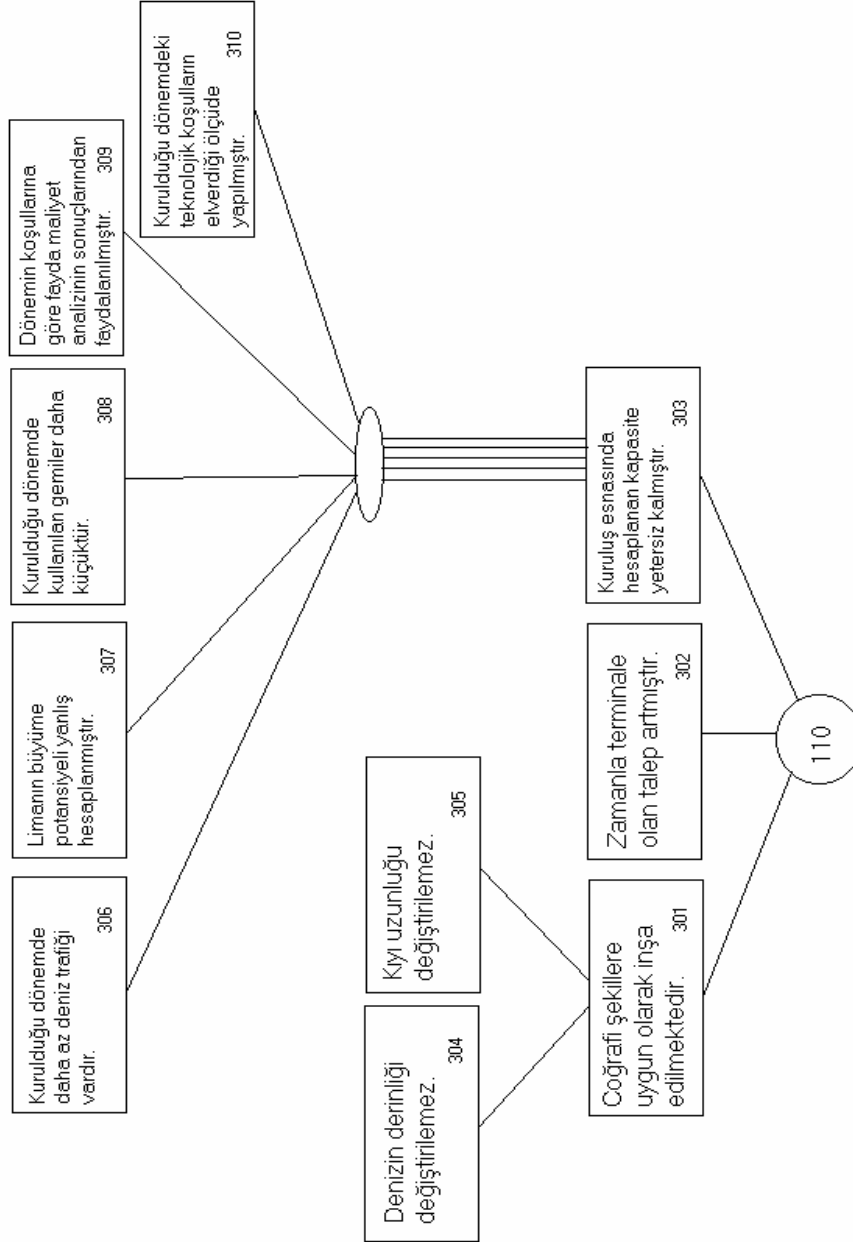 Kurulduğu dönemde
daha az deniz trafiği
vardır.
306
Limanın büyüme
potansiyeli yanlış
hesaplanmıştır.
307
Kurulduğu dönemde
kullanılan gemiler daha
küçüktür.
308
Dönemin koşullarına
göre fayda maliyet
analizinin sonuçlarından
faydalanılmıştır.
309
Kurulduğu dönemdeki
teknolojik koşulların
elverdiği ölçüde
yapılmıştır.
310
Denizin derinliği
değiştirilemez.
304
Kıyı uzunluğu
değiştirilemez.
305
Coğrafi şekillere
uygun olarak inşa
edilmektedir.
301
Zamanla terminale
olan talep artmıştır.
302
Kuruluş esnasında
hesaplanan kapasite
yetersiz kalmıştır.
303
110